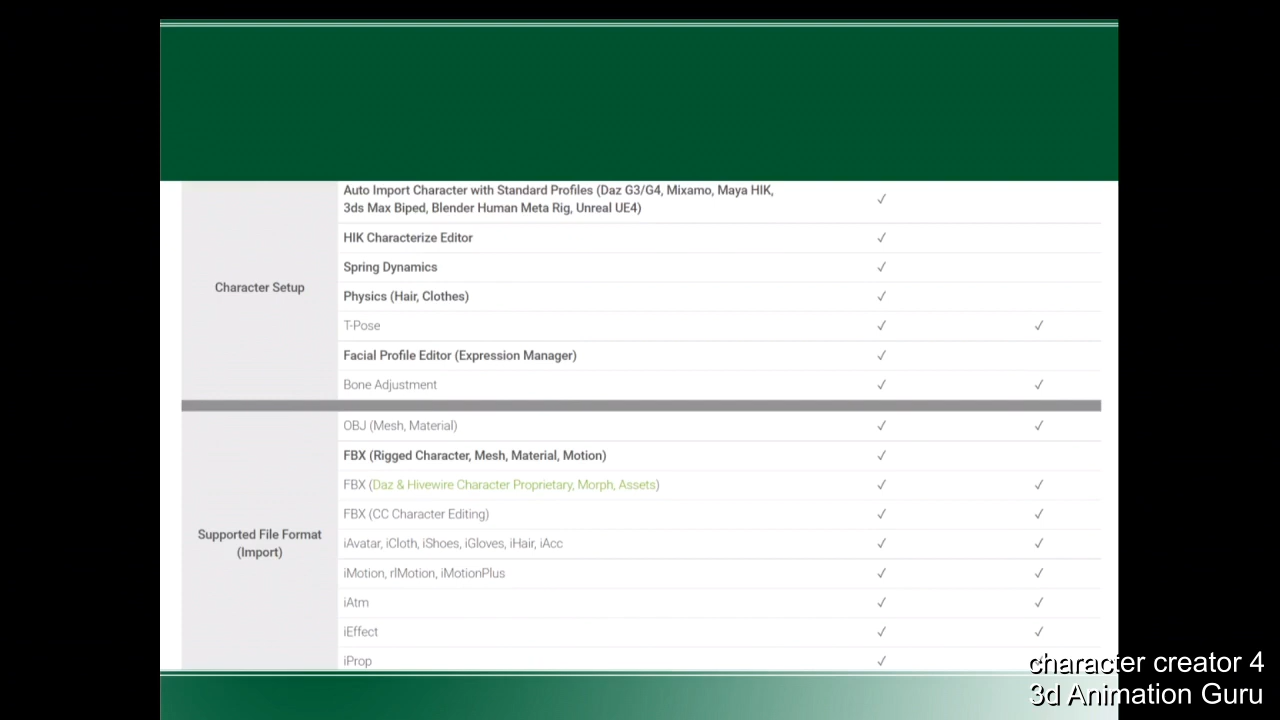 Auto Import Character with Standard Profiles (Daz G3/G4, Mixamo, Maya HIK,
3ds Max Biped, Blender Human Meta Rig, Unreal UE4) ✓
HIK Characterize Editor ✓
Spring Dynamics ✓
Character Setup
Physics (Hair, Clothes) ✓
T-Pose ✓ ✓
Facial Profile Editor (Expression Manager) ✓
Bone Adjustment ✓ ✓
OBJ (Mesh, Material) ✓ ✓
FBX (Rigged Character, Mesh, Material, Motion) ✓
FBX (Daz & Hivewire Character Proprietary, Morph, Assets) ✓ ✓
FBX (CC Character Editing) ✓ ✓
Supported File Format
(Import)
iAvatar, iCloth, iShoes, iGloves, iHair, iAcc ✓ ✓
iMotion, rlMotion, iMotionPlus ✓ ✓
iAtm ✓ ✓
iEffect ✓ ✓
iProp ✓ ✓
character creator 4
3d Animation Guru